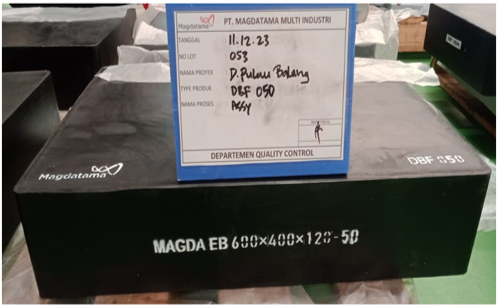 Magdatama PT. MAGDATAMA MULTI INDUSTRI
TANGGAL 11.12.23
NO LOT 053
NAMA PROYEK D. Pulau Balang
TYPE PRODUK DBF 050
NAMA PROSES ASSY
DEPARTEMEN QUALITY CONTROL
Magdatama
DBF 050
MAGDA EB 600×400×120-50